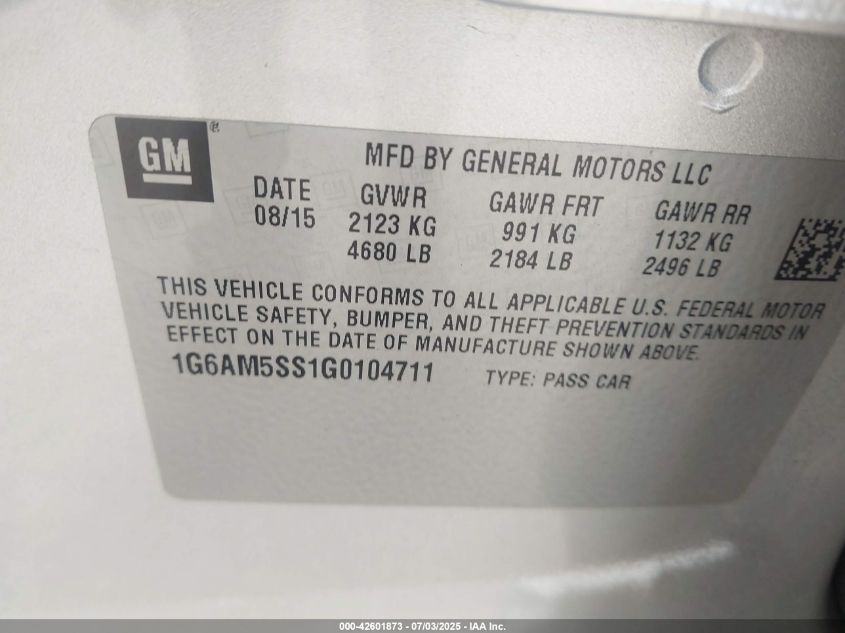 GM
®
MFD BY GENERAL MOTORS LLC
DATE GVWR GAWR FRT GAWR RR
08/15 2123 KG 991 KG 1132 KG
4680 LB 2184 LB 2496 LB
THIS VEHICLE CONFORMS TO ALL APPLICABLE U.S. FEDERAL MOTOR
VEHICLE SAFETY, BUMPER, AND THEFT PREVENTION STANDARDS IN
EFFECT ON THE DATE OF MANUFACTURE SHOWN ABOVE.
1G6AM5SS1G0104711 TYPE: PASS CAR
000-42601873 - 07/03/2025 - IAA Inc.